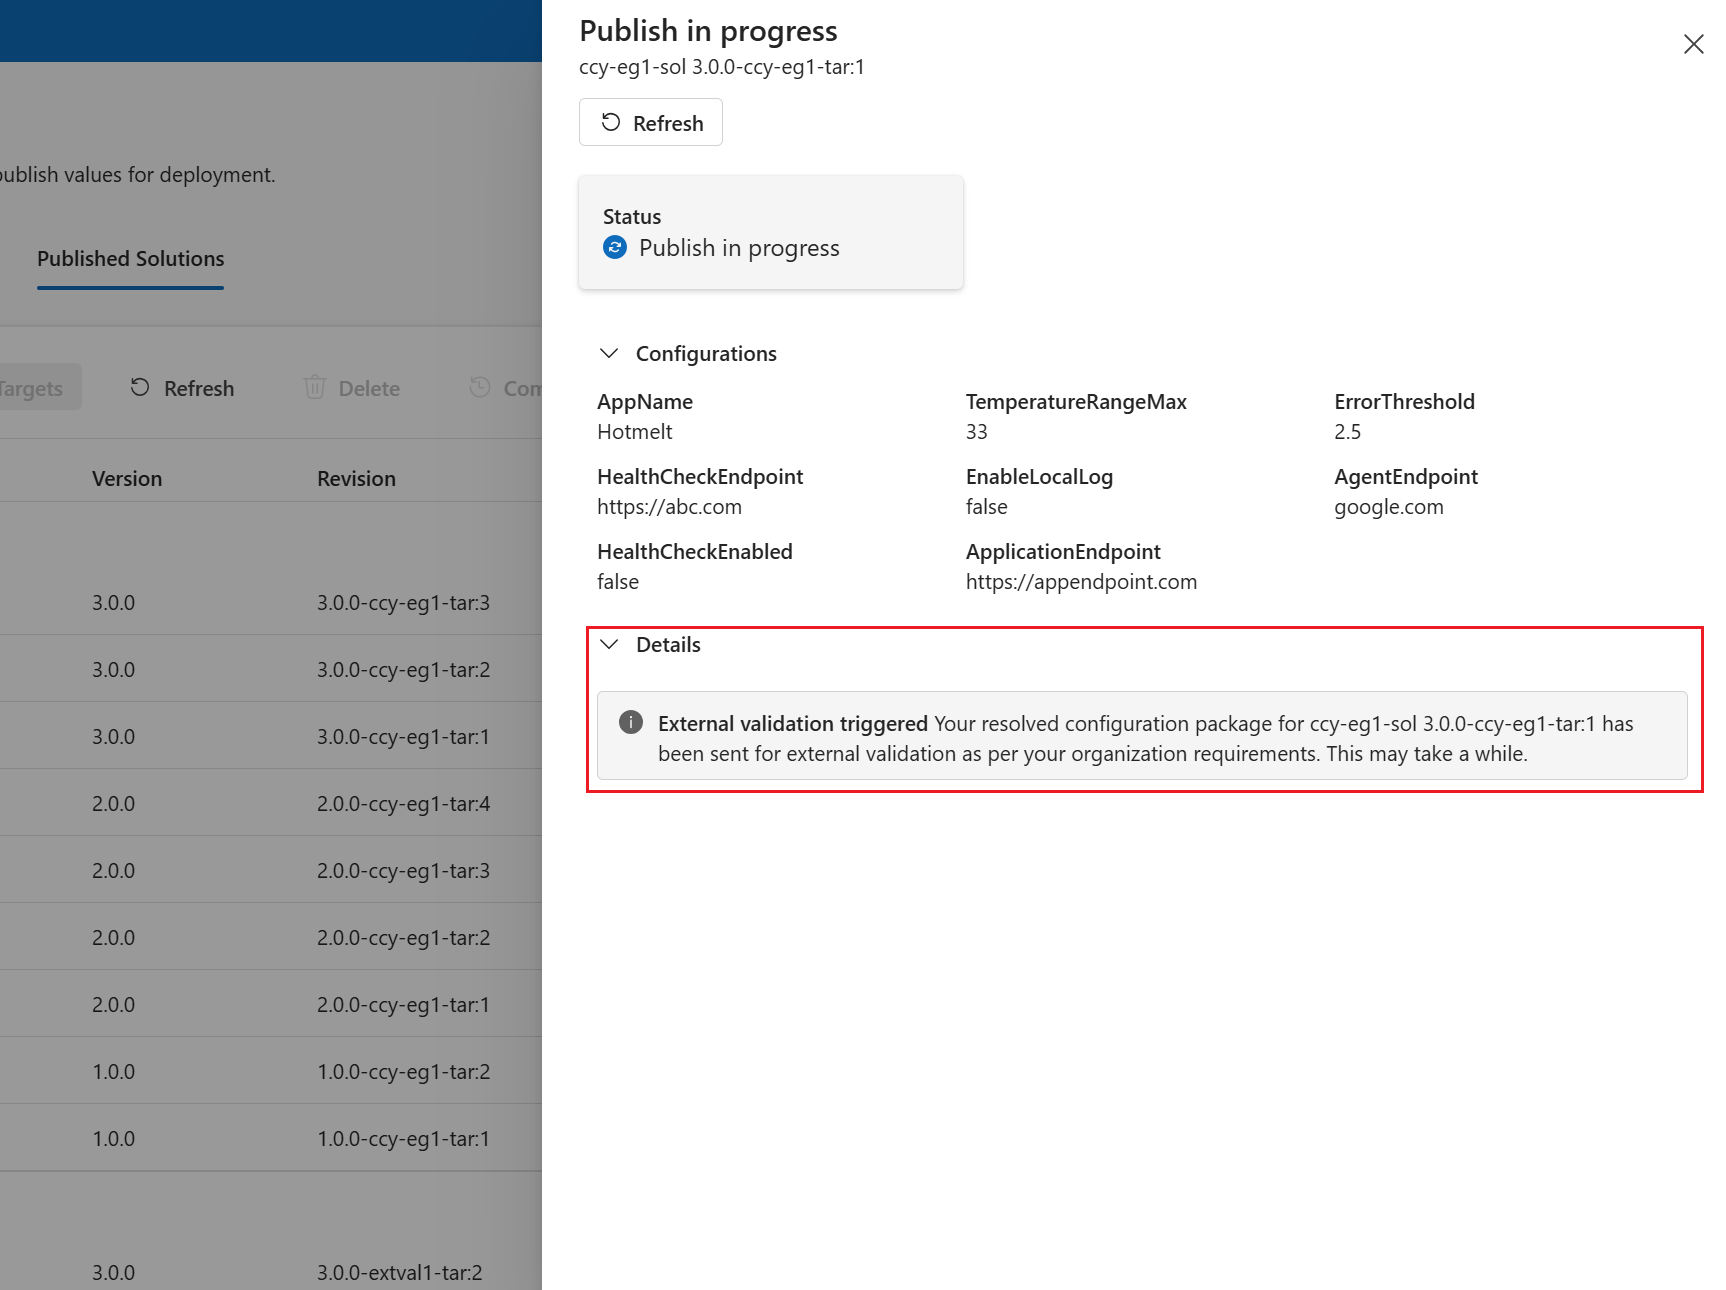 Publish in progress
ccy-eg1-sol 3.0.0-ccy-eg1-tar:1
Refresh
Status
Publish in progress
Configurations
AppName
Hotmelt
TemperatureRangeMax
33
ErrorThreshold
2.5
HealthCheckEndpoint
https://abc.com
EnableLocalLog
false
AgentEndpoint
google.com
HealthCheckEnabled
false
ApplicationEndpoint
https://appendpoint.com
Details
External validation triggered Your resolved configuration package for ccy-eg1-sol 3.0.0-ccy-eg1-tar:1 has
been sent for external validation as per your organization requirements. This may take a while.
publish values for deployment.
Published Solutions
Targets Refresh Delete Com
Version Revision
3.0.0 3.0.0-ccy-eg1-tar:3
3.0.0 3.0.0-ccy-eg1-tar:2
3.0.0 3.0.0-ccy-eg1-tar:1
2.0.0 2.0.0-ccy-eg1-tar:4
2.0.0 2.0.0-ccy-eg1-tar:3
2.0.0 2.0.0-ccy-eg1-tar:2
2.0.0 2.0.0-ccy-eg1-tar:1
1.0.0 1.0.0-ccy-eg1-tar:2
1.0.0 1.0.0-ccy-eg1-tar:1
3.0.0 3.0.0-extval1-tar:2